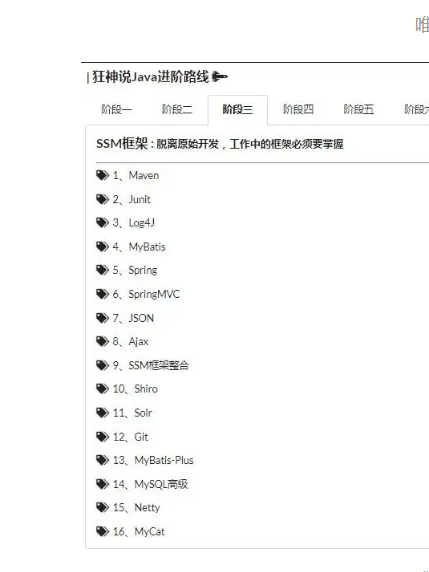 唯
| 狂神说Java进阶路线
阶段一 阶段二 阶段三 阶段四 阶段五
SSM框架 : 脱离原始开发，工作中的框架必须要掌握
1、Maven
2、Junit
3、Log4J
4、MyBatis
5、Spring
6、SpringMVC
7、JSON
8、Ajax
9、SSM框架整合
10、Shiro
11、Solr
12、Git
13、MyBatis-Plus
14、MySQL高级
15、Netty
16、MyCat